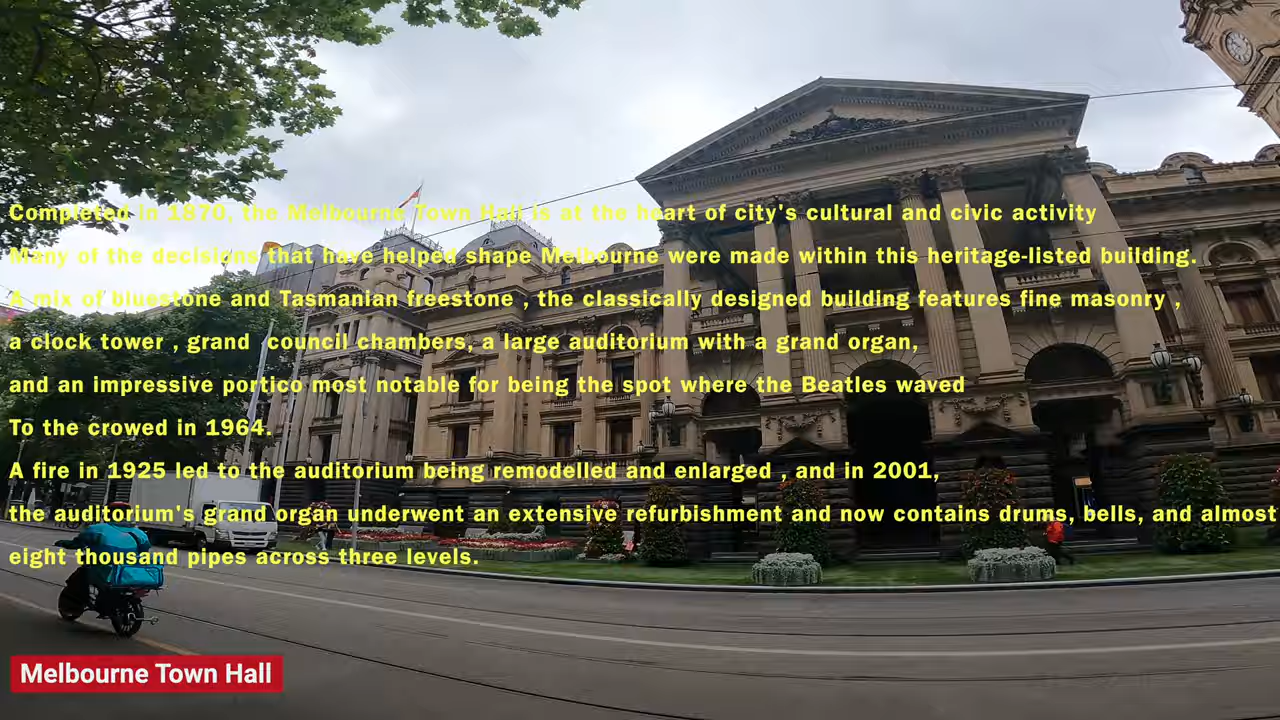 Completed in 1870, the Melbourne Town Hall is at the heart of city's cultural and civic activity
Many of the decisions that have helped shape Melbourne were made within this heritage-listed building.
A mix of bluestone and Tasmanian freestone , the classically designed building features fine masonry ,
a clock tower , grand council chambers, a large auditorium with a grand organ,
and an impressive portico most notable for being the spot where the Beatles waved
To the crowed in 1964.
A fire in 1925 led to the auditorium being remodelled and enlarged , and in 2001,
the auditorium's grand organ underwent an extensive refurbishment and now contains drums, bells, and almost
eight thousand pipes across three levels.
Melbourne Town Hall